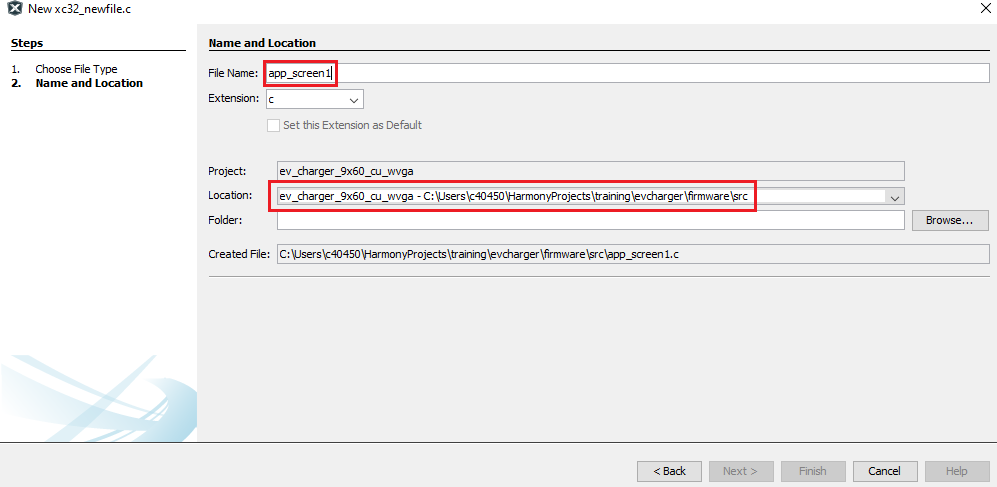 New xc32_newfile.c
Steps
1. Choose File Type
2. Name and Location
Name and Location
File Name: app_screen1
Extension: c
Set this Extension as Default
Project: ev_charger_9x60_cu_wvga
Location: ev_charger_9x60_cu_wvga - C:\Users\c40450\HarmonyProjects\training\evcharger\firmware\src
Folder: Browse...
Created File: C:\Users\c40450\HarmonyProjects\training\evcharger\firmware\src\app_screen1.c
< Back Next > Finish Cancel Help